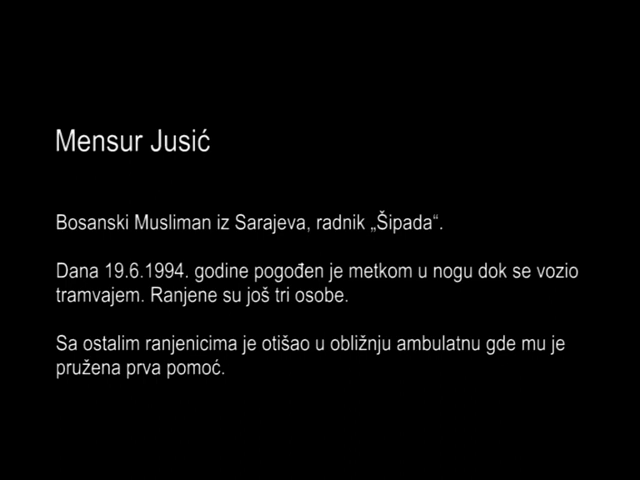 Mensur Jusić
Bosanski Musliman iz Sarajeva, radnik „Šipada“.
Dana 19.6.1994. godine pogođen je metkom u nogu dok se vozio
tramvajem. Ranjene su još tri osobe.
Sa ostalim ranjenicima je otišao u obližnju ambulatnu gde mu je
pružena prva pomoć.